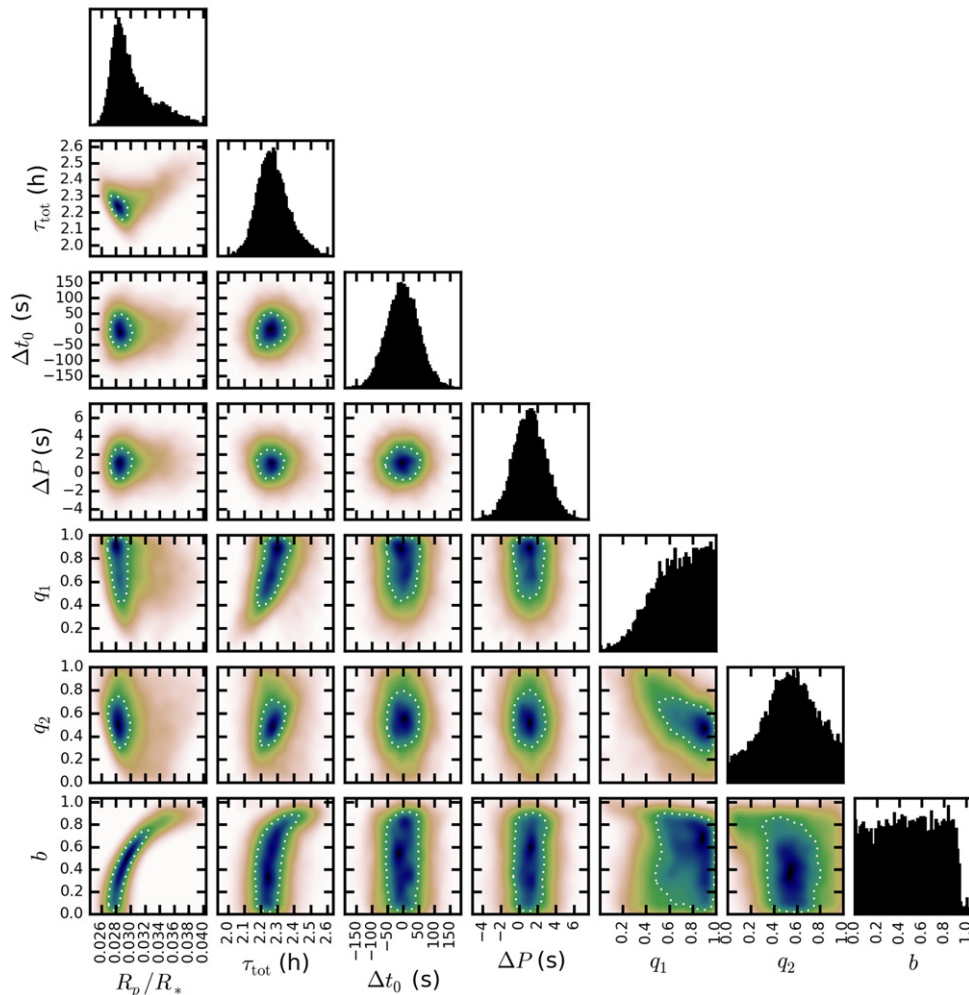 2.6
2.5
2.4
2.3
2.2
2.1
2.0
τ_tot (h)
150
100
50
0
−50
−100
−150
Δt_0 (s)
6
4
2
0
−2
−4
ΔP (s)
1.0
0.8
0.6
0.4
0.2
q_1
1.0
0.8
0.6
0.4
0.2
0.0
q_2
1.0
0.8
0.6
0.4
0.2
0.0
b
0.026 0.028 0.030 0.032 0.034 0.036 0.038 0.040
2.0 2.1 2.2 2.3 2.4 2.5 2.6
−150 −100 −50 0 50 100 150
−4 −2 0 2 4 6
0.2 0.4 0.6 0.8 1.0
0.0 0.2 0.4 0.6 0.8 1.0
0.0 0.2 0.4 0.6 0.8 1.0
R_p/R_* τ_tot (h) Δt_0 (s) ΔP (s) q_1 q_2 b